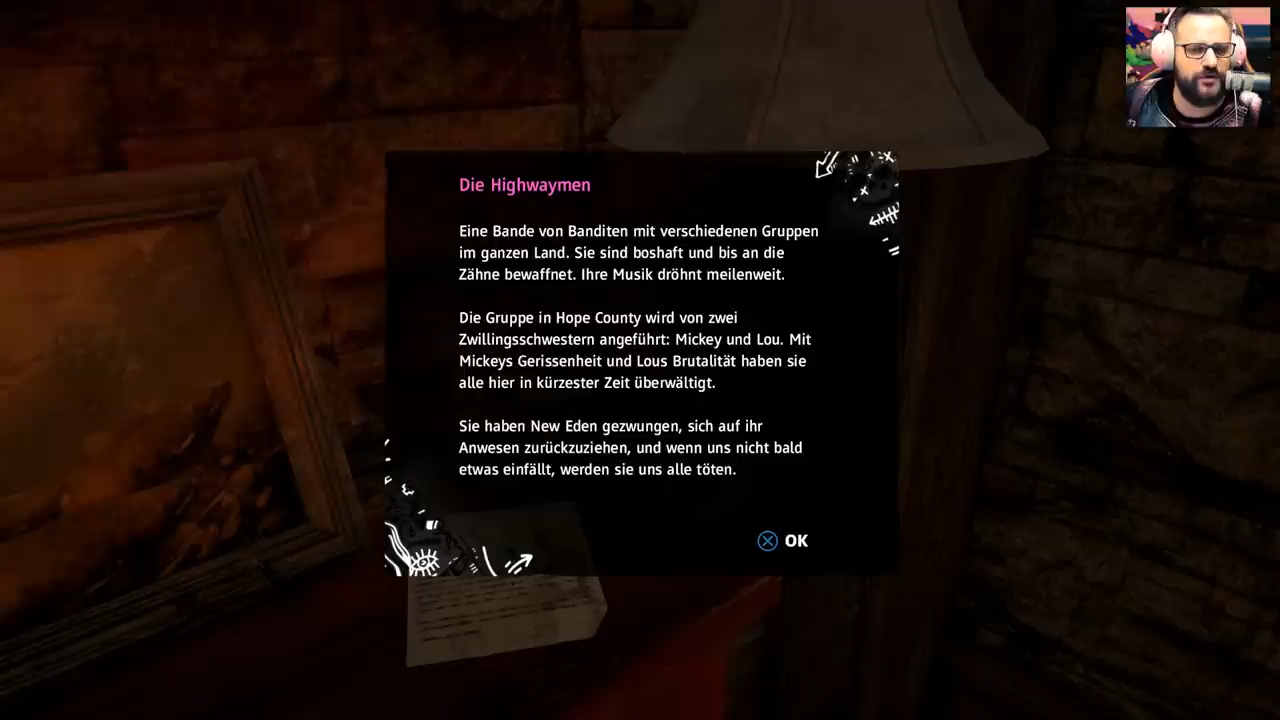 Die Highwaymen
Eine Bande von Banditen mit verschiedenen Gruppen
im ganzen Land. Sie sind boshaft und bis an die
Zähne bewaffnet. Ihre Musik dröhnt meilenweit.
Die Gruppe in Hope County wird von zwei
Zwillingsschwestern angeführt: Mickey und Lou. Mit
Mickeys Gerissenheit und Lous Brutalität haben sie
alle hier in kürzester Zeit überwältigt.
Sie haben New Eden gezwungen, sich auf ihr
Anwesen zurückzuziehen, und wenn uns nicht bald
etwas einfällt, werden sie uns alle töten.
OK